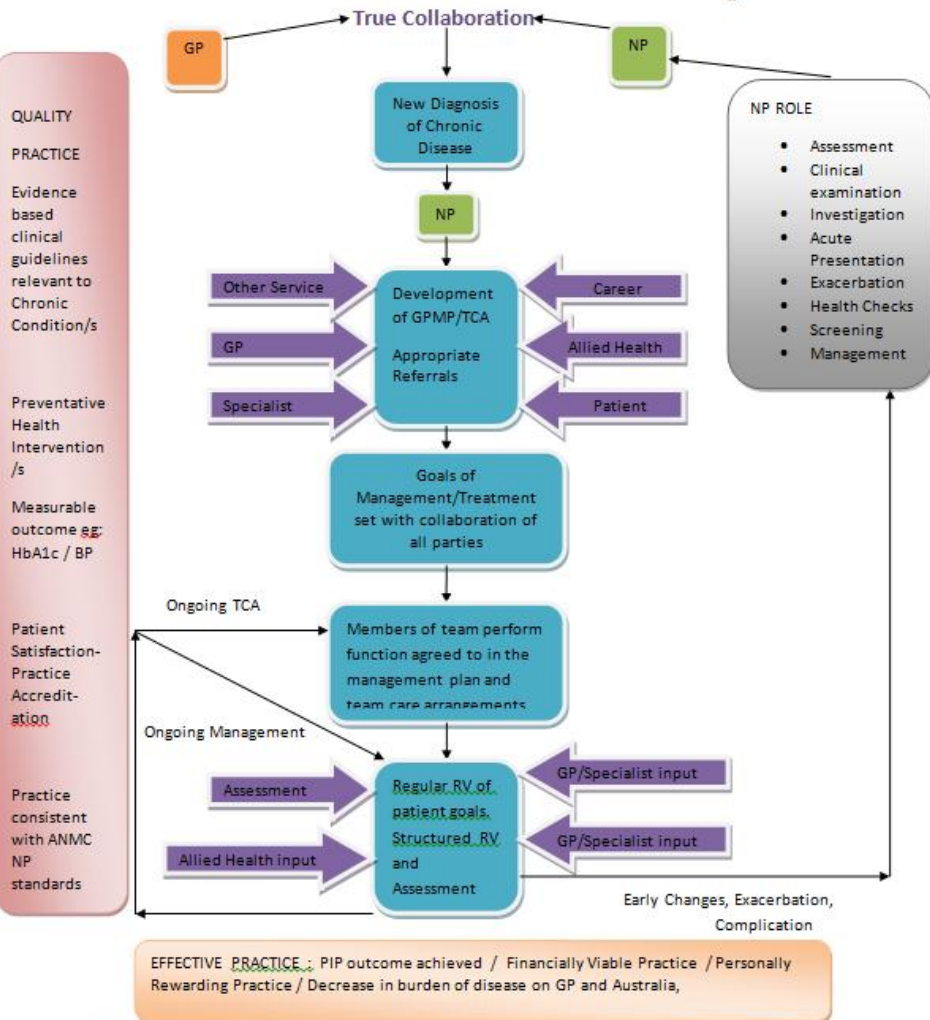 True Collaboration
GP
NP
New Diagnosis
of Chronic
Disease
NP
NP ROLE
• Assessment
• Clinical
examination
• Investigation
• Acute
Presentation
• Exacerbation
• Health Checks
• Screening
• Management
QUALITY
PRACTICE
Evidence
based
clinical
guidelines
relevant to
Chronic
Condition/s
Preventative
Health
Intervention
/s
Measurable
outcome eg:
HbA1c / BP
Patient
Satisfaction-
Practice
Accredit-
ation
Practice
consistent
with ANMC
NP
standards
Other Service
GP
Specialist
Development
of GPMP/TCA
Appropriate
Referrals
Career
Allied Health
Patient
Goals of
Management/Treatment
set with collaboration of
all parties
Ongoing TCA
Members of team perform
function agreed to in the
management plan and
team care arrangements
Ongoing Management
Assessment
Allied Health input
Regular RV of
patient goals.
Structured RV
and
Assessment
GP/Specialist input
GP/Specialist input
Early Changes, Exacerbation,
Complication
EFFECTIVE PRACTICE : PIP outcome achieved / Financially Viable Practice / Personally
Rewarding Practice / Decrease in burden of disease on GP and Australia,